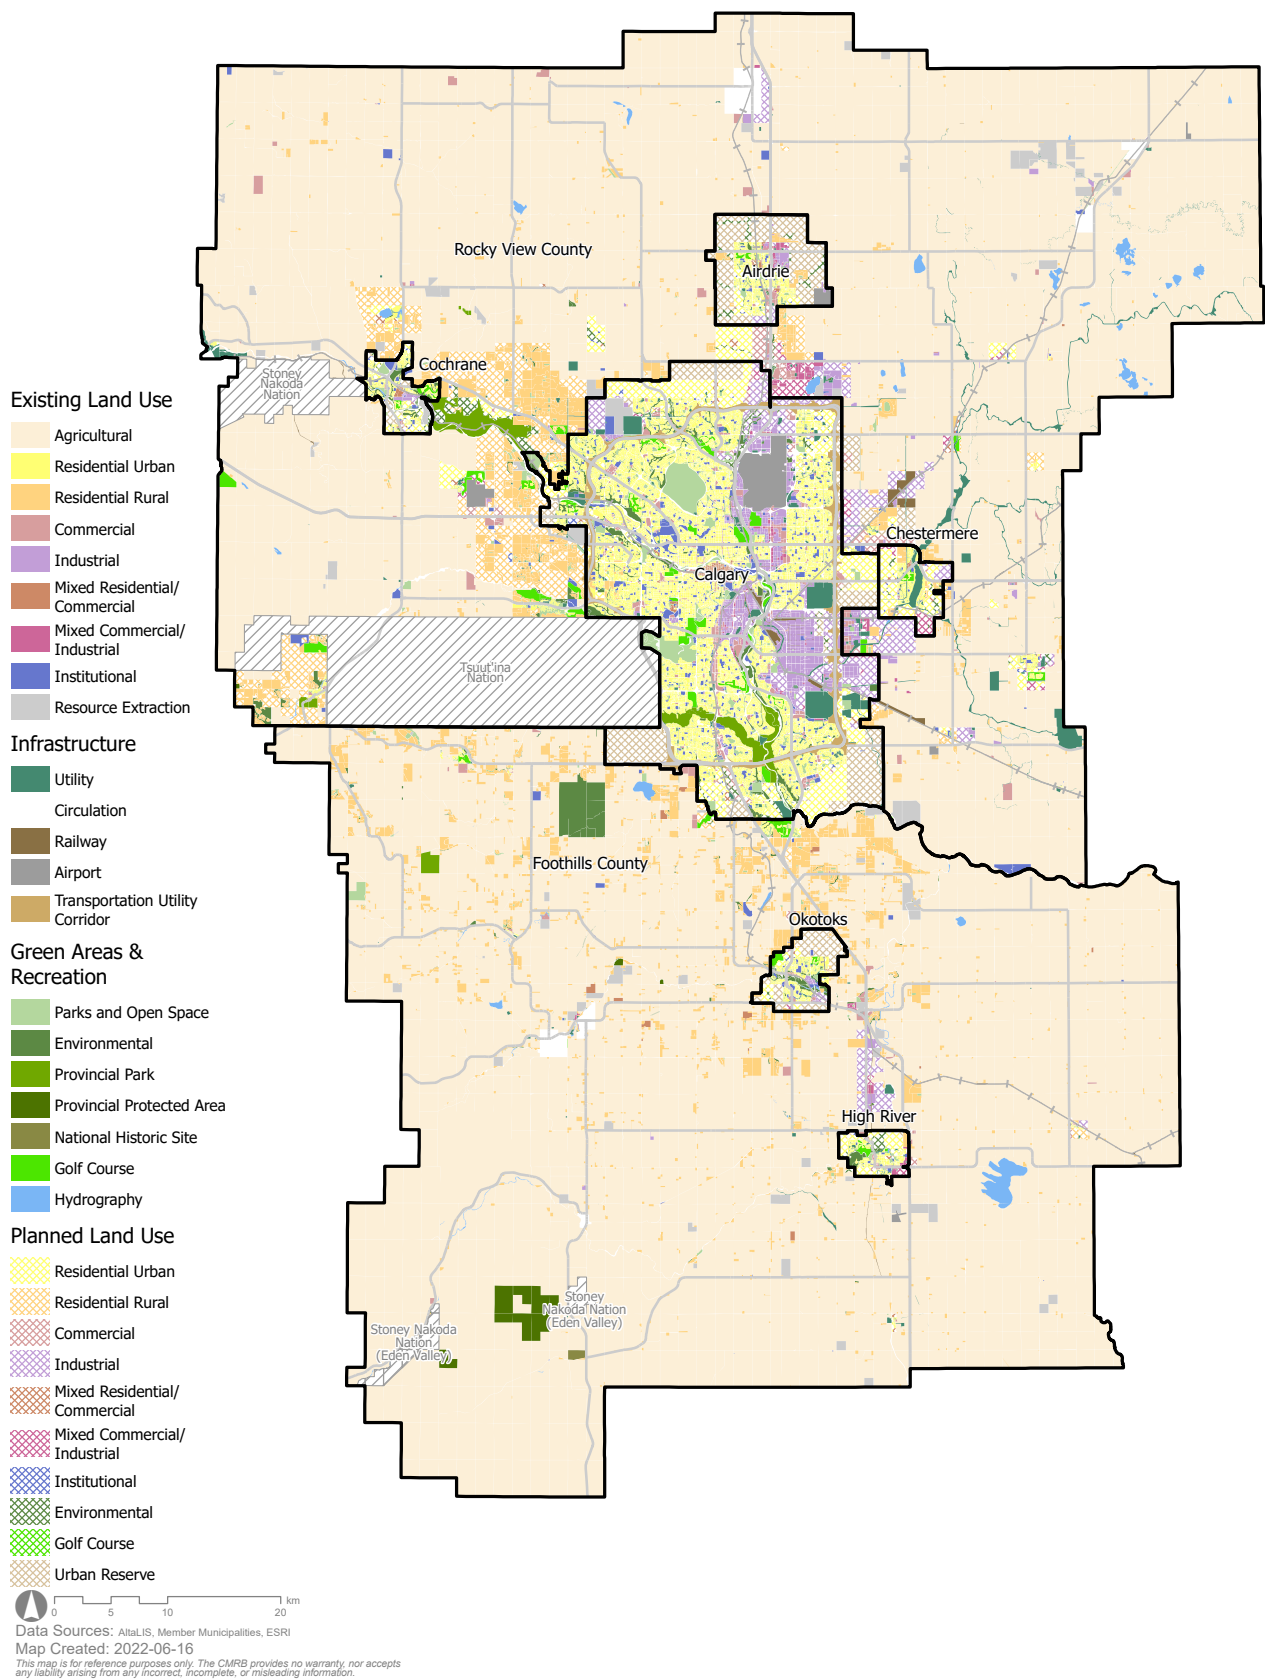 Rocky View County
Airdrie
Cochrane
Stoney
Nakoda
Nation
Existing Land Use
Agricultural
Residential Urban
Residential Rural
Commercial
Industrial
Mixed Residential/
Commercial
Mixed Commercial/
Industrial
Institutional
Resource Extraction
Chestermere
Calgary
Tsuut'ina
Nation
Infrastructure
Utility
Circulation
Railway
Airport
Transportation Utility
Corridor
Foothills County
Okotoks
Green Areas &
Recreation
Parks and Open Space
Environmental
Provincial Park
Provincial Protected Area
National Historic Site
Golf Course
Hydrography
High River
Planned Land Use
Residential Urban
Residential Rural
Commercial
Industrial
Mixed Residential/
Commercial
Mixed Commercial/
Industrial
Institutional
Environmental
Golf Course
Urban Reserve
Stoney
Nakoda Nation
(Eden Valley)
Stoney Nakoda
Nation
(Eden Valley)
km
0 5 10 20
Data Sources: AltaLIS, Member Municipalities, ESRI
Map Created: 2022-06-16
This map is for reference purposes only. The CMRB provides no warranty, nor accepts
any liability arising from any incorrect, incomplete, or misleading information.